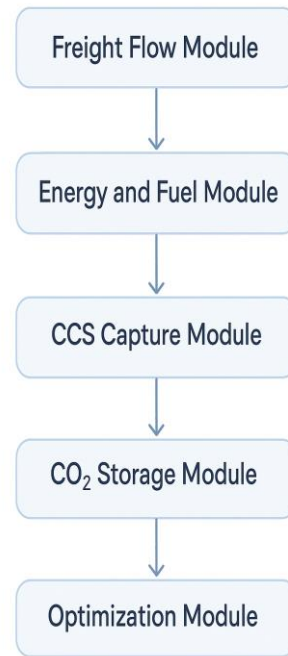 Freight Flow Module
Energy and Fuel Module
CCS Capture Module
CO₂ Storage Module
Optimization Module